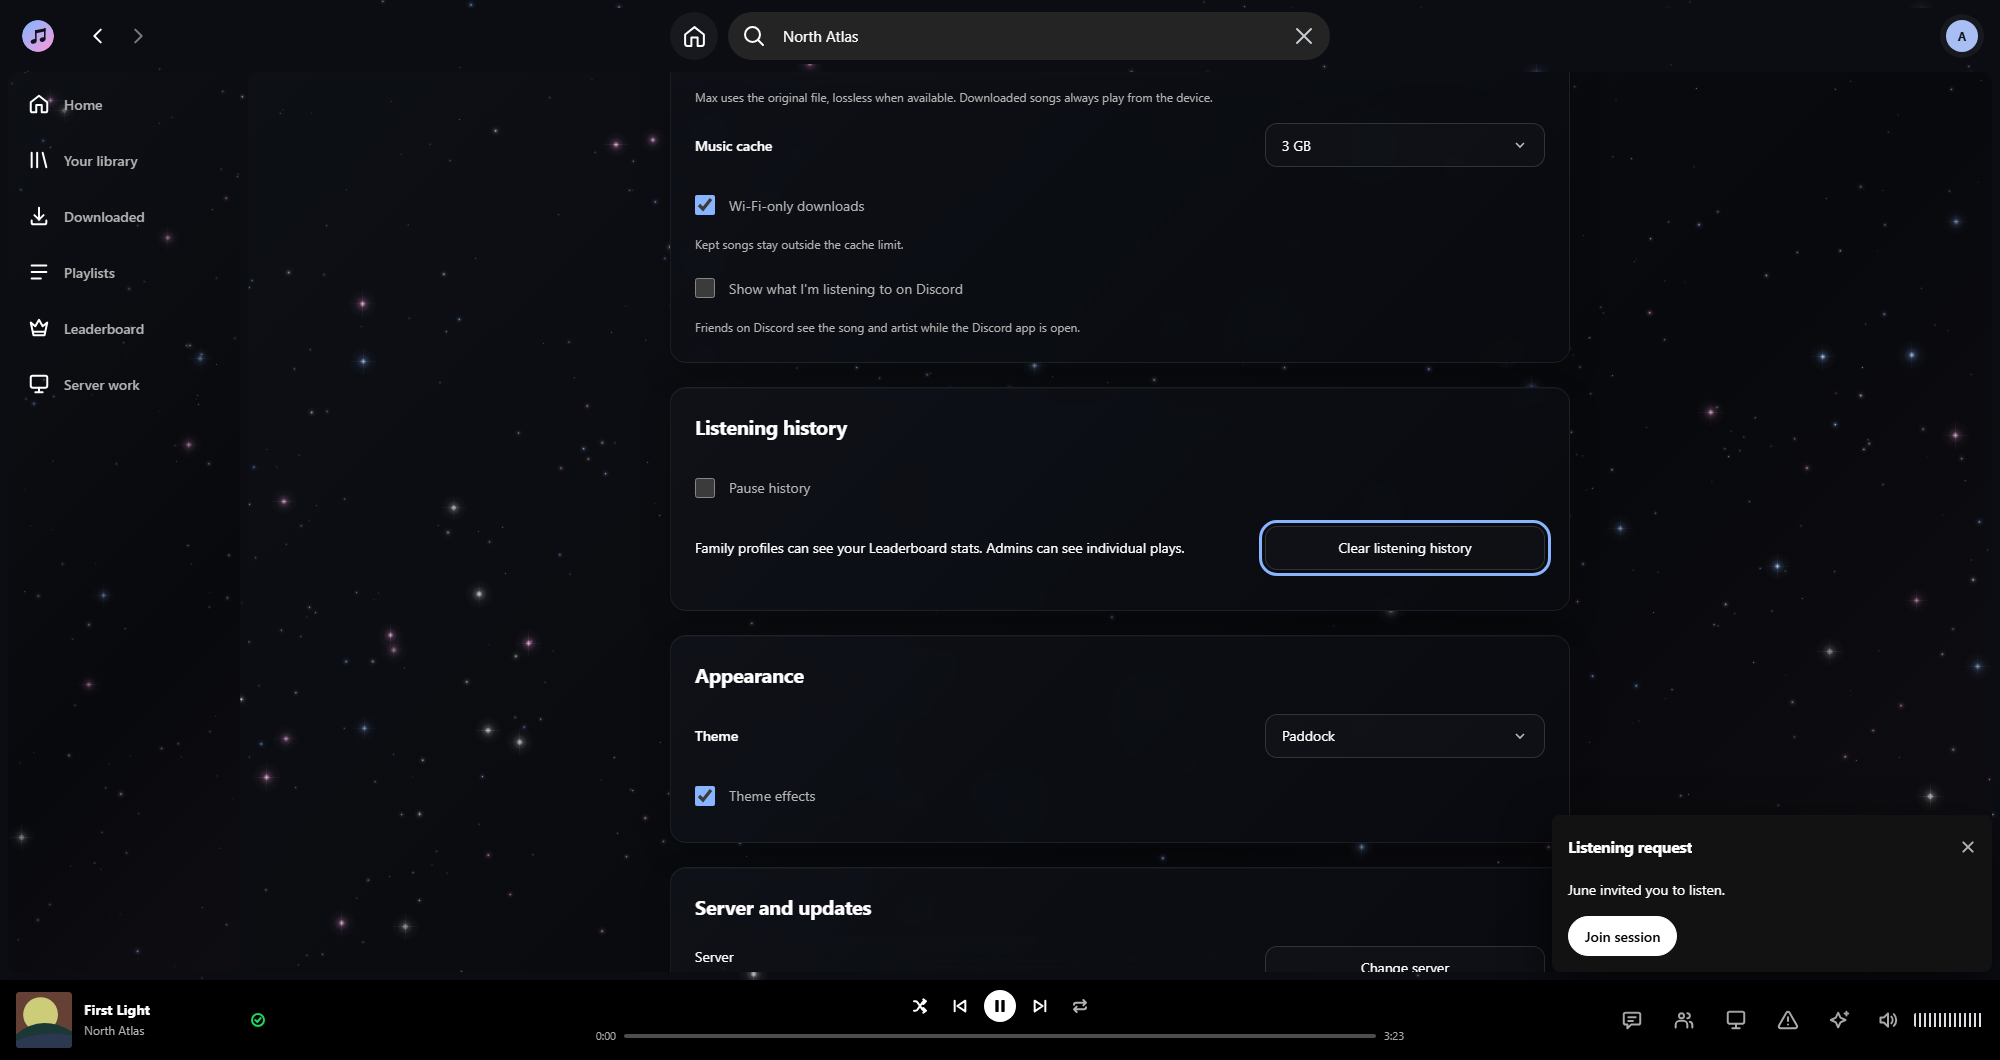 North Atlas
A
Home
Your library
Downloaded
Playlists
Leaderboard
Server work
Max uses the original file, lossless when available. Downloaded songs always play from the device.
Music cache
3 GB
Wi-Fi-only downloads
Kept songs stay outside the cache limit.
Show what I'm listening to on Discord
Friends on Discord see the song and artist while the Discord app is open.
Listening history
Pause history
Family profiles can see your Leaderboard stats. Admins can see individual plays.
Clear listening history
Appearance
Theme
Paddock
Theme effects
Server and updates
Server
Change server
Listening request
June invited you to listen.
Join session
First Light
North Atlas
0:00
3:23